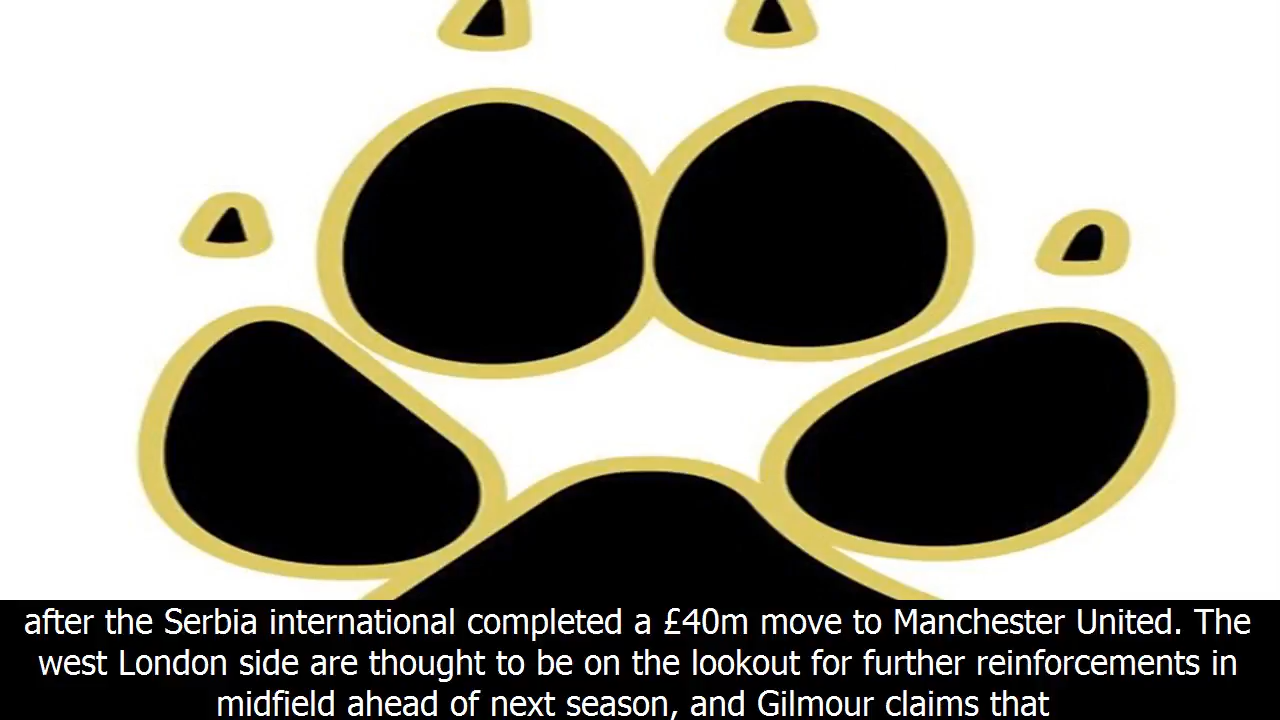 after the Serbia international completed a £40m move to Manchester United. The
west London side are thought to be on the lookout for further reinforcements in
midfield ahead of next season, and Gilmour claims that